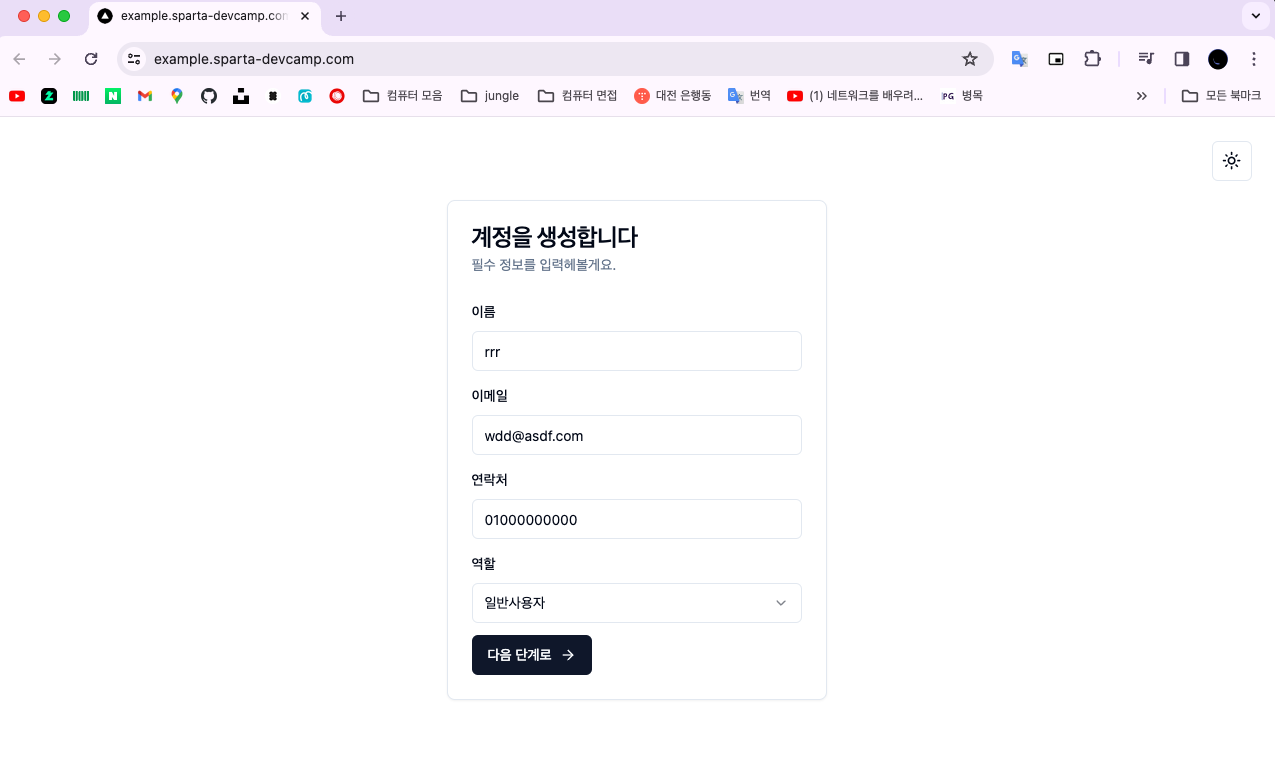 example.sparta-devcamp.con
example.sparta-devcamp.com
컴퓨터 모음
jungle
컴퓨터 면접
대전 은행동
번역
(1) 네트워크를 배우려...
PG 병목
모든 북마크
계정을 생성합니다
필수 정보를 입력헤볼게요.
이름
rrr
이메일
wdd@asdf.com
연락처
01000000000
역할
일반사용자
다음 단계로